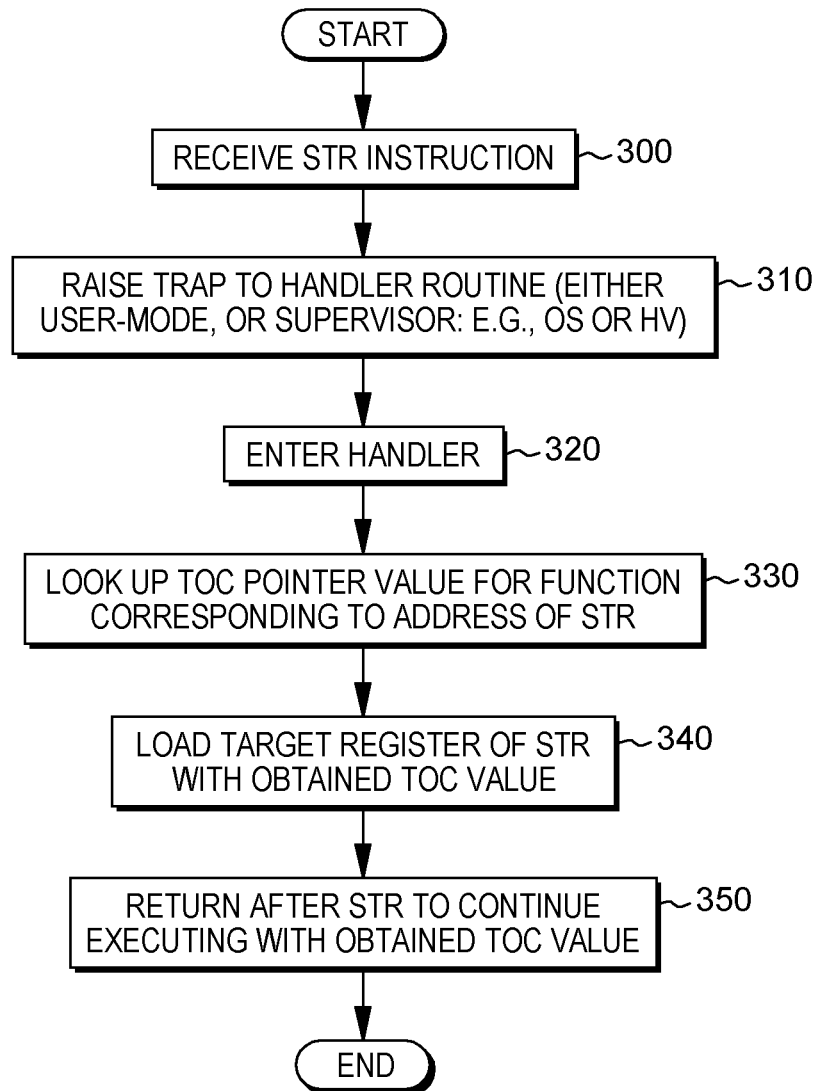 START
RECEIVE STR INSTRUCTION
300
RAISE TRAP TO HANDLER ROUTINE (EITHER
USER-MODE, OR SUPERVISOR: E.G., OS OR HV)
310
ENTER HANDLER
320
LOOK UP TOC POINTER VALUE FOR FUNCTION
CORRESPONDING TO ADDRESS OF STR
330
LOAD TARGET REGISTER OF STR
WITH OBTAINED TOC VALUE
340
RETURN AFTER STR TO CONTINUE
EXECUTING WITH OBTAINED TOC VALUE
350
END